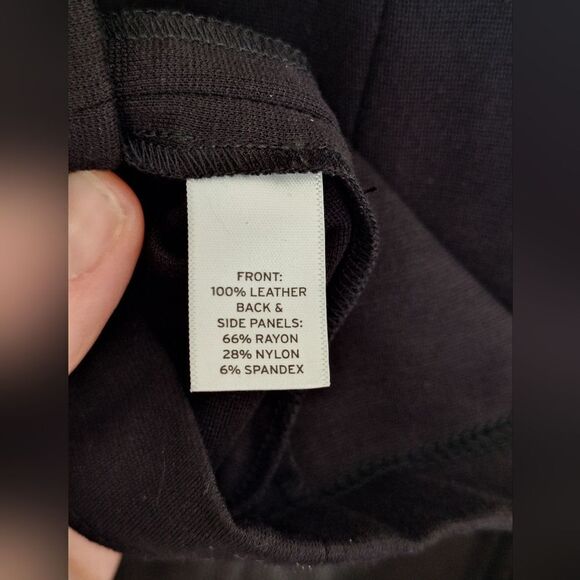 FRONT:
100% LEATHER
BACK &
SIDE PANELS:
66% RAYON
28% NYLON
6% SPANDEX